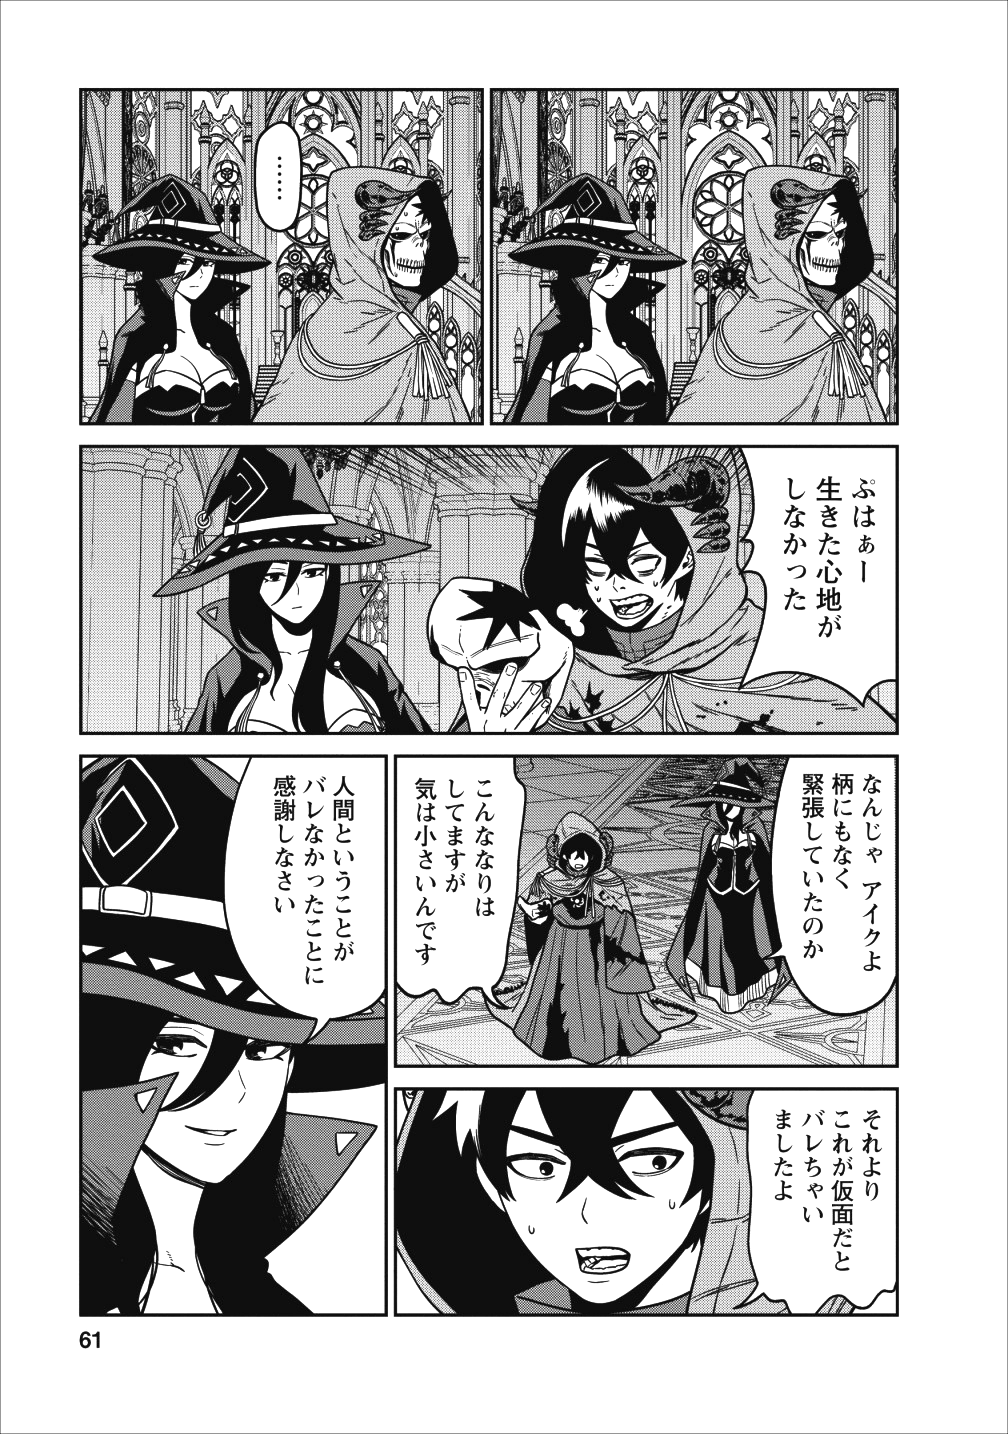 ……
ぷはぁー
生きた心地が
しなかった
なんじゃ アイクよ
柄にもなく
緊張していたのか
こんななりは
してますが
気は小さいんです
それより
これが仮面だと
バレちゃい
ましたよ
人間ということが
バレなかったことに
感謝しなさい
61